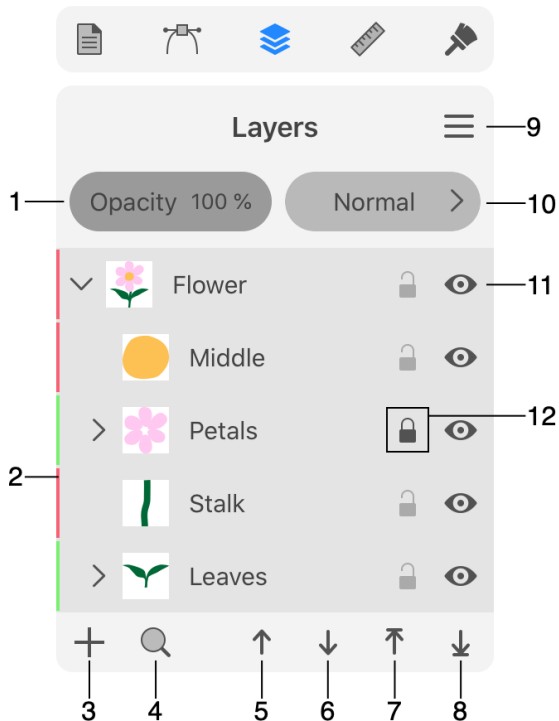 Layers
9
1
Opacity 100 %
Normal
10
Flower
11
Middle
Petals
12
2
Stalk
Leaves
3 4 5 6 7 8